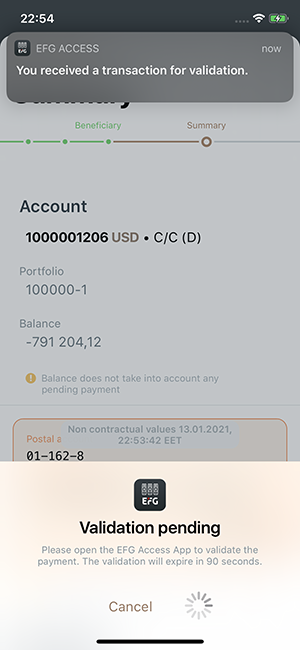 22:54
EFG ACCESS
now
You received a transaction for validation.
Summary
Beneficiary
Summary
Account
1000001206 USD • C/C (D)
Portfolio
100000-1
Balance
-791 204,12
Balance does not take into account any
pending payment
Non contractual values 13.01.2021,
22:53:42 EET
Postal a
01-162-8
EFG
Validation pending
Please open the EFG Access App to validate the
payment. The validation will expire in 90 seconds.
Cancel